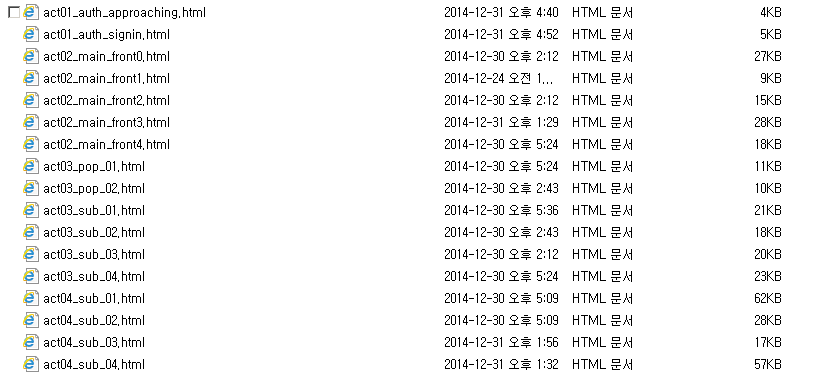 act01_auth_approaching.html 2014-12-31 오후 4:40 HTML 문서 4KB
act01_auth_signin.html 2014-12-31 오후 4:52 HTML 문서 5KB
act02_main_front0.html 2014-12-30 오후 2:12 HTML 문서 27KB
act02_main_front1.html 2014-12-24 오전 1... HTML 문서 9KB
act02_main_front2.html 2014-12-30 오후 2:12 HTML 문서 15KB
act02_main_front3.html 2014-12-31 오후 1:29 HTML 문서 28KB
act02_main_front4.html 2014-12-30 오후 5:24 HTML 문서 18KB
act03_pop_01.html 2014-12-30 오후 5:24 HTML 문서 11KB
act03_pop_02.html 2014-12-30 오후 2:43 HTML 문서 10KB
act03_sub_01.html 2014-12-30 오후 5:36 HTML 문서 21KB
act03_sub_02.html 2014-12-30 오후 2:43 HTML 문서 18KB
act03_sub_03.html 2014-12-30 오후 2:12 HTML 문서 20KB
act03_sub_04.html 2014-12-30 오후 5:24 HTML 문서 23KB
act04_sub_01.html 2014-12-30 오후 5:09 HTML 문서 62KB
act04_sub_02.html 2014-12-30 오후 5:09 HTML 문서 28KB
act04_sub_03.html 2014-12-31 오후 1:56 HTML 문서 17KB
act04_sub_04.html 2014-12-31 오후 1:32 HTML 문서 57KB